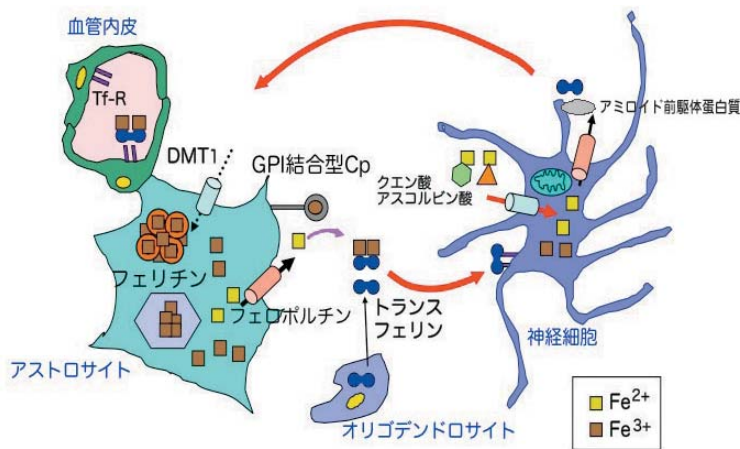 血管内皮
Tf-R
DMT1
GPI結合型Cp
アミロイド前駆体蛋白質
クエン酸
アスコルビン酸
フェリチン
フェロポルチン
トランス
フェリン
神経細胞
アストロサイト
オリゴデンドロサイト
Fe2+
Fe3+